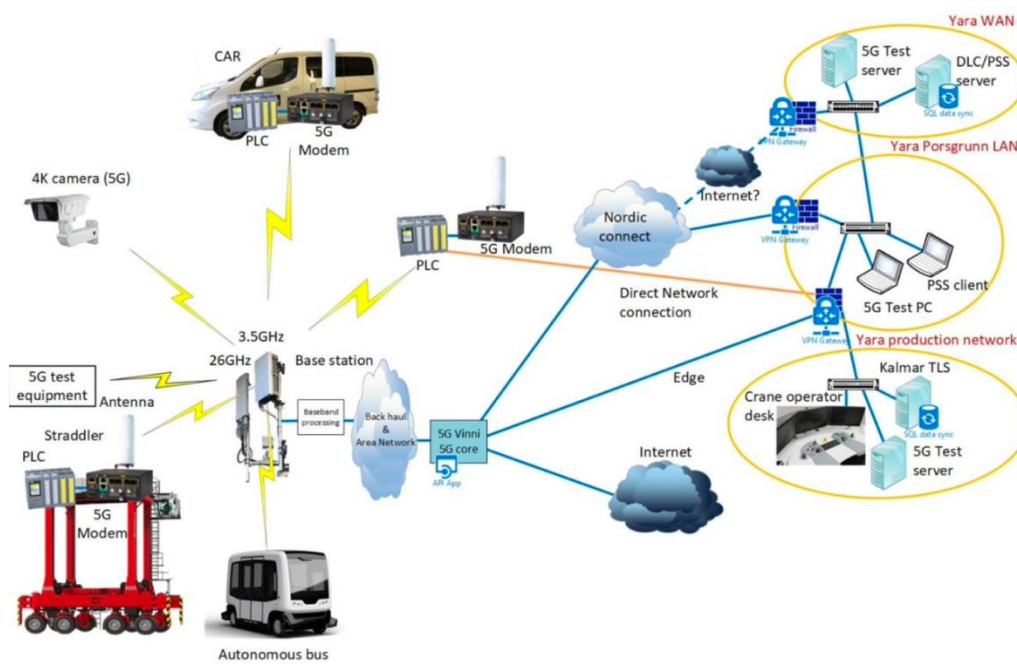 Yara WAN
5G Test
server
DLC/PSS
server
SQL data sync
Firewall
VPN Gateway
CAR
PLC
5G
Modem
4K camera (5G)
Yara Porsgrunn LAN
Internet?
Nordic
connect
Firewall
VPN Gateway
5G Modem
PLC
PSS client
5G Test PC
Direct Network
connection
VPN Gateway
3.5GHz
26GHz
Base station
Yara production network
Edge
Kalmar TLS
Crane operator
desk
SQL data sync
5G Test
server
5G test
equipment
Antenna
Baseband
processing
Back haul
&
Area Network
5G Vinni
5G core
API App
Internet
Straddler
PLC
5G
Modem
Autonomous bus